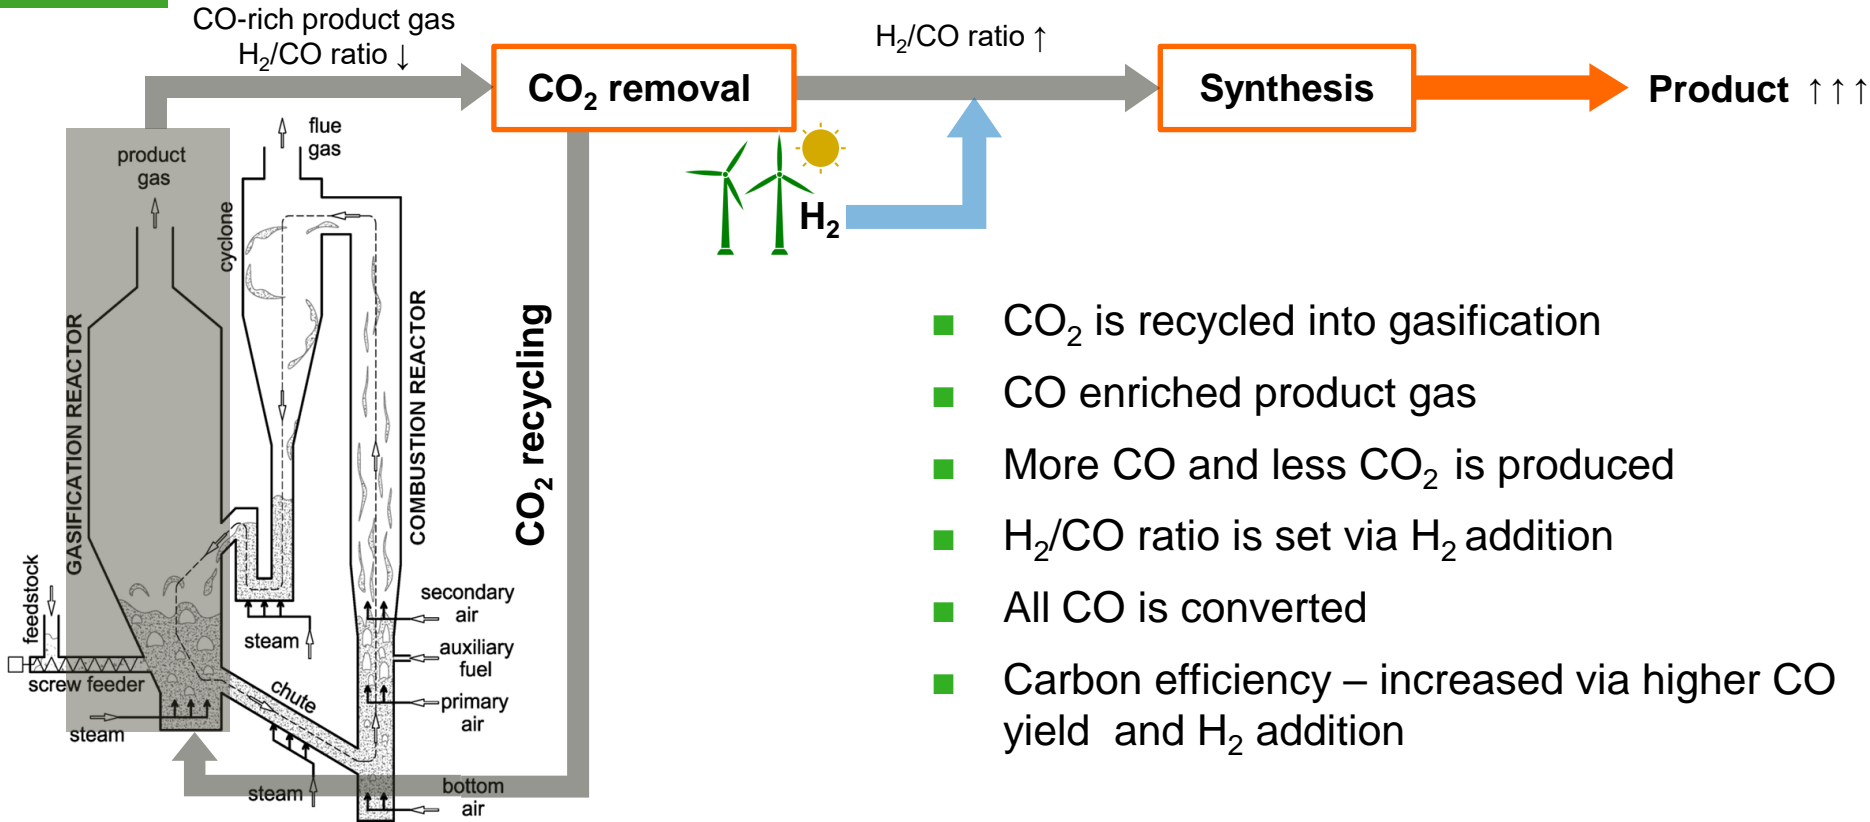 CO-rich product gas
H₂/CO ratio ↓
CO₂ removal
H₂/CO ratio ↑
Synthesis
Product ↑↑↑
H₂
CO₂ recycling
flue
gas
product
gas
cyclone
GASIFICATION REACTOR
COMBUSTION REACTOR
feedstock
screw feeder
steam
steam
chute
steam
secondary
air
auxiliary
fuel
primary
air
bottom
air
■ CO₂ is recycled into gasification
■ CO enriched product gas
■ More CO and less CO₂ is produced
■ H₂/CO ratio is set via H₂ addition
■ All CO is converted
■ Carbon efficiency – increased via higher CO
yield and H₂ addition